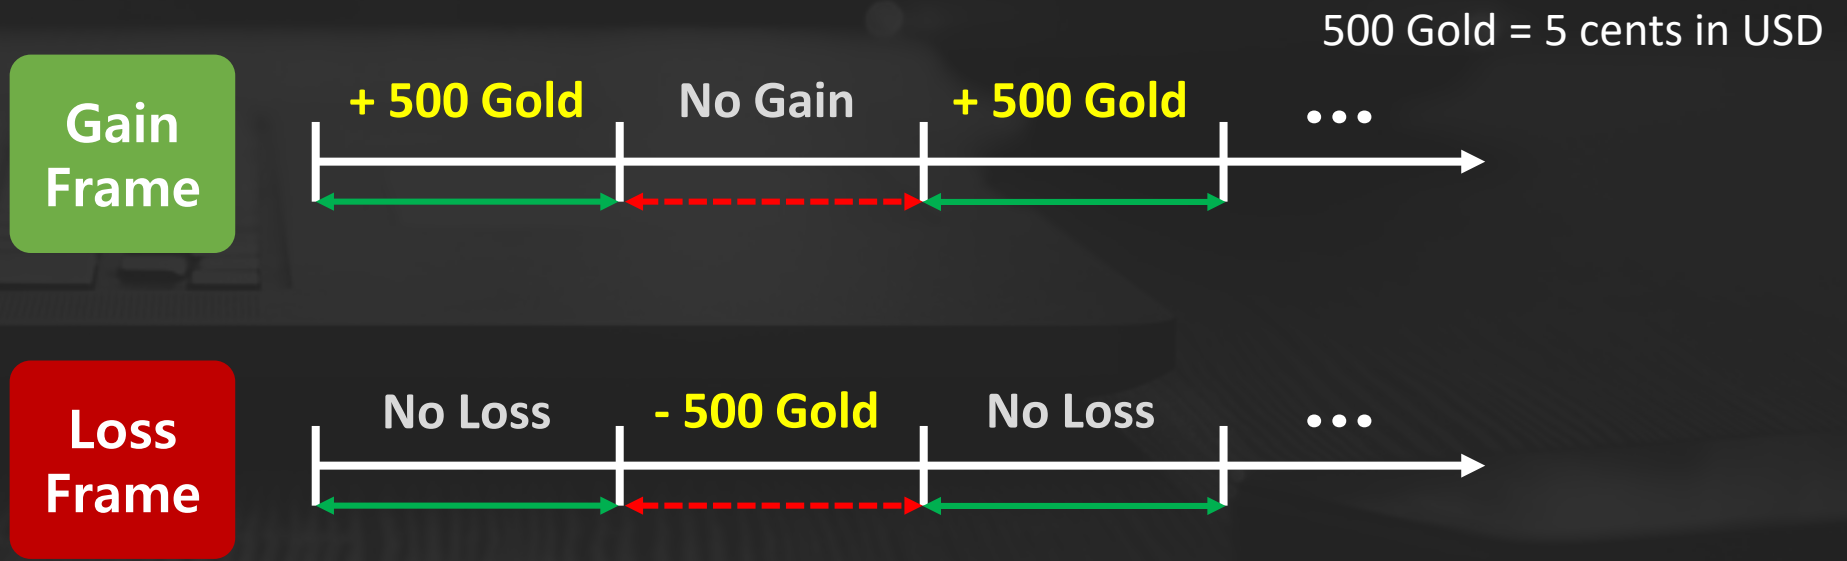 500 Gold = 5 cents in USD
Gain
Frame
+ 500 Gold
No Gain
+ 500 Gold
...
Loss
Frame
No Loss
- 500 Gold
No Loss
...